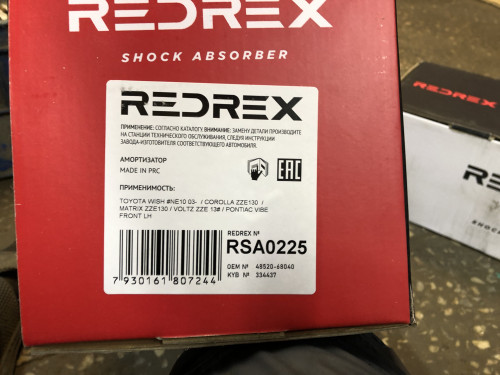 REDREX
SHOCK ABSORBER
REDREX
ПРИМЕНЕНИЕ: СОГЛАСНО КАТАЛОГУ. ВНИМАНИЕ: ЗАМЕНУ ДЕТАЛИ ПРОИЗВОДИТЕ
НА СТАНЦИИ ТЕХНИЧЕСКОГО ОБСЛУЖИВАНИЯ, СЛЕДУЯ ИНСТРУКЦИИ
ЗАВОДА-ИЗГОТОВИТЕЛЯ СООТВЕТСТВУЮЩЕГО АВТОМОБИЛЯ.
АМОРТИЗАТОР
MADE IN PRC
EAC
ПРИМЕНИМОСТЬ:
TOYOTA WISH #NE10 03- / COROLLA ZZE130 /
MATRIX ZZE130 / VOLTZ ZZE 13# / PONTIAC VIBE
FRONT LH
REDREX №
RSA0225
OEM № 48520-68040
KYB № 334437
7 930161 807244
REDREX